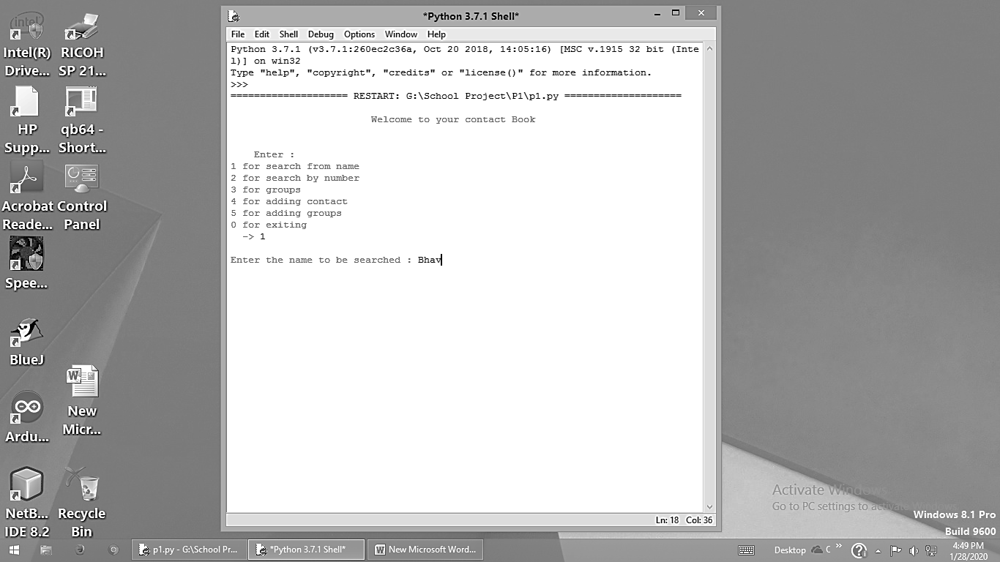 intel
Intel(R)
Drive...
RICOH
SP 21...
HP
Supp...
qb64 -
Short...
Acrobat
Reade...
Control
Panel
Spee...
BlueJ
New
Micr...
Ardu...
NetB...
IDE 8.2
Recycle
Bin
*Python 3.7.1 Shell*
File Edit Shell Debug Options Window Help
Python 3.7.1 (v3.7.1:260ec2c36a, Oct 20 2018, 14:05:16) [MSC v.1915 32 bit (Inte
l)] on win32
Type "help", "copyright", "credits" or "license()" for more information.
>>>
==================== RESTART: G:\School Project\P1\p1.py ====================
Welcome to your contact Book
Enter :
1 for search from name
2 for search by number
3 for groups
4 for adding contact
5 for adding groups
0 for exiting
-> 1
Enter the name to be searched : Bhav
Ln: 18 Col: 36
Activate Windows
Go to PC settings to activate Windows.
Windows 8.1 Pro
Build 9600
p1.py - G:\School Pr...
*Python 3.7.1 Shell*
New Microsoft Word...
Desktop
C
4:49 PM
1/28/2020